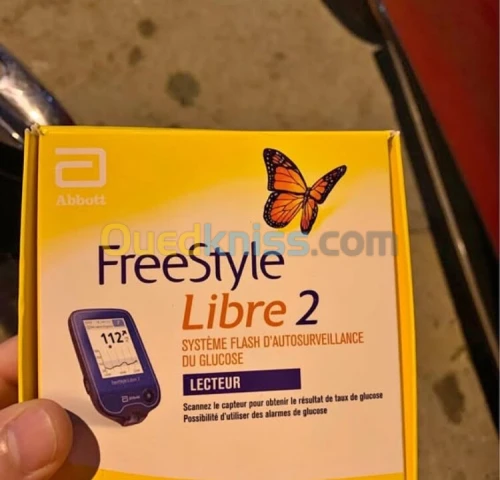 Abbott
Ouedkniss.com
FreeStyle
Libre 2
SYSTÈME FLASH D'AUTOSURVEILLANCE
DU GLUCOSE
112
LECTEUR
Scannez le capteur pour obtenir le résultat de taux de glucose
Possibilité d'utiliser des alarmes de glucose